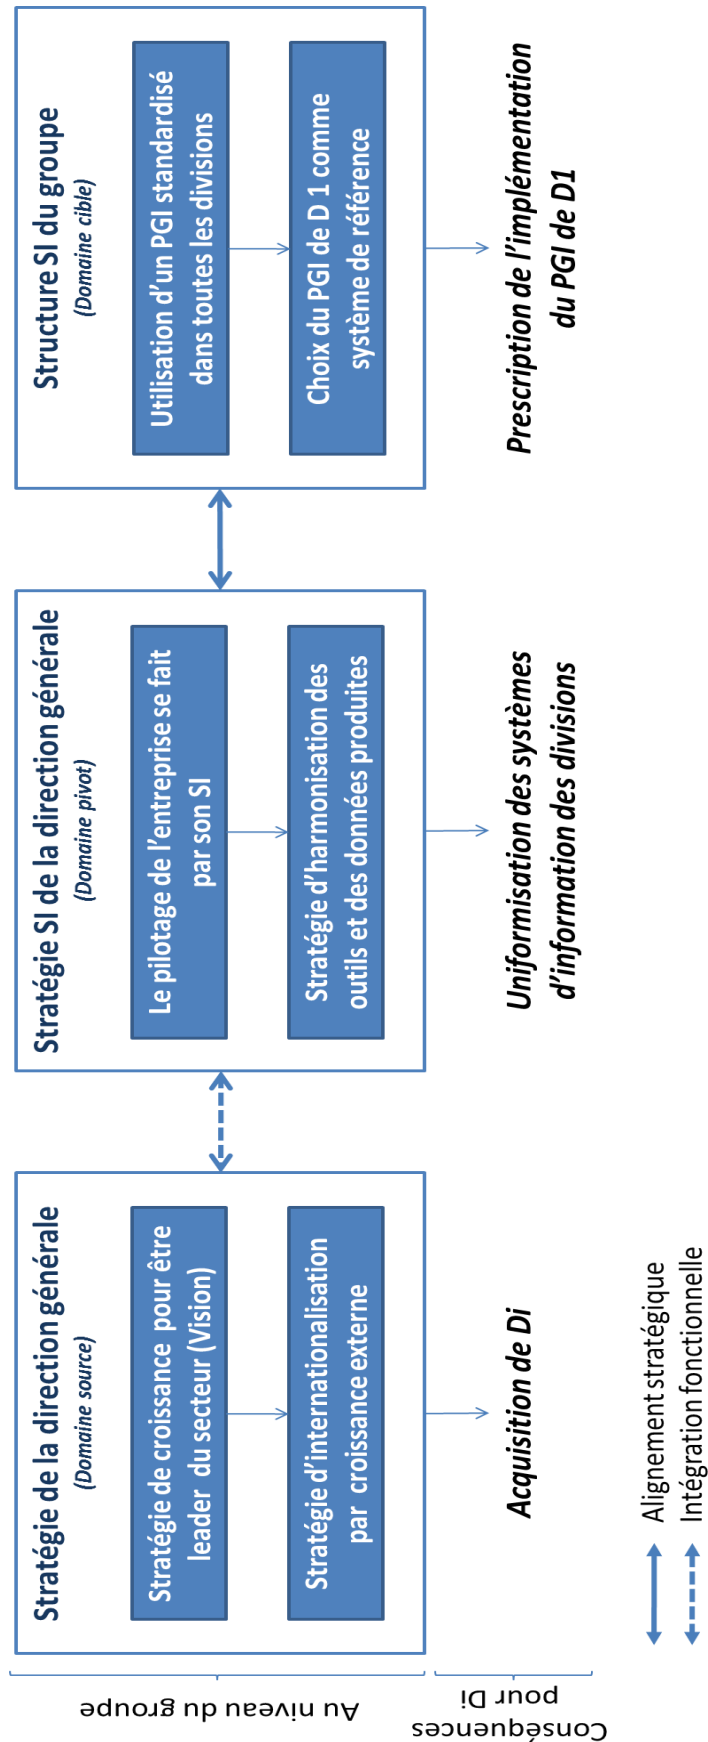 Au niveau du groupe
Stratégie de la direction générale
(Domaine source)
Stratégie de croissance pour être
leader du secteur (Vision)
Stratégie d'internationalisation
par croissance externe
Stratégie SI de la direction générale
(Domaine pivot)
Le pilotage de l'entreprise se fait
par son SI
Stratégie d'harmonisation des
outils et des données produites
Structure SI du groupe
(Domaine cible)
Utilisation d'un PGI standardisé
dans toutes les divisions
Choix du PGI de D 1 comme
système de référence
Conséquences
pour Di
Acquisition de Di
Uniformisation des systèmes
d'information des divisions
Prescription de l'implémentation
du PGI de D1
Alignement stratégique
Intégration fonctionnelle